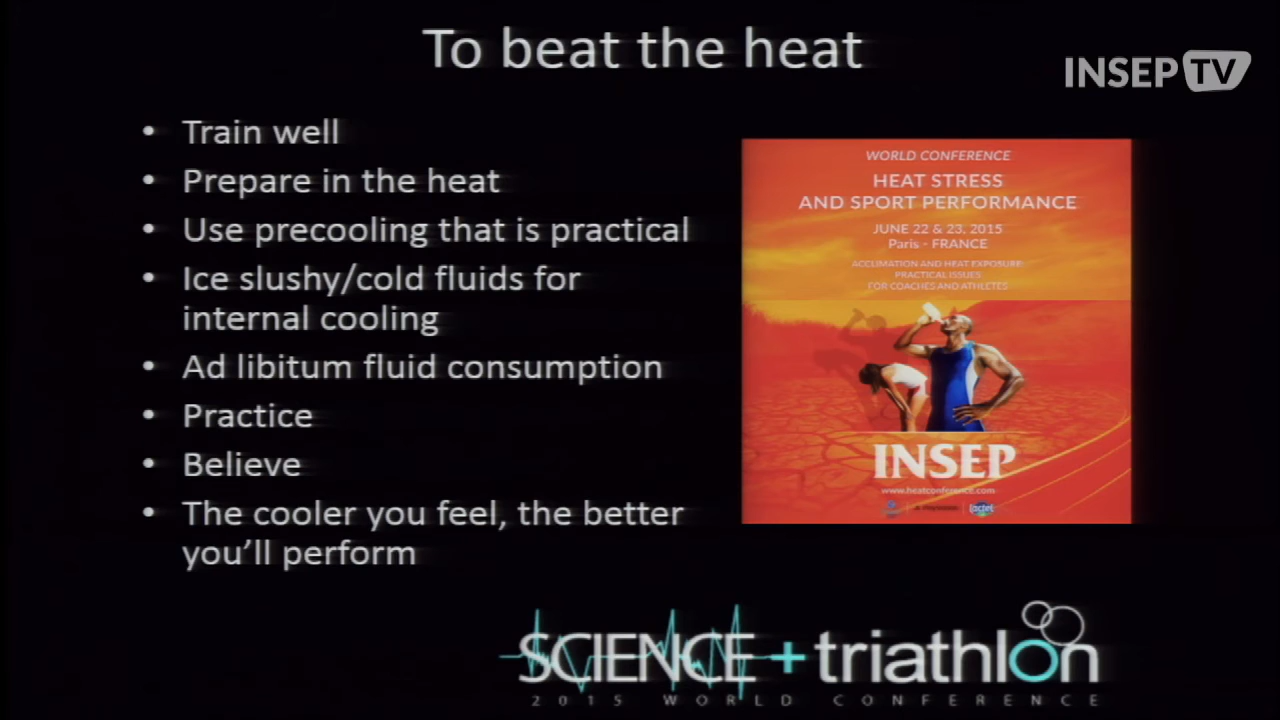 To beat the heat
INSEP TV
• Train well
• Prepare in the heat
• Use precooling that is practical
• Ice slushy/cold fluids for
internal cooling
• Ad libitum fluid consumption
• Practice
• Believe
• The cooler you feel, the better
you'll perform
WORLD CONFERENCE
HEAT STRESS
AND SPORT PERFORMANCE
JUNE 22 & 23, 2015
Paris - FRANCE
ACCLIMATION AND HEAT EXPOSURE:
PRACTICAL ISSUES
FOR COACHES AND ATHLETES
INSEP
www.heatconference.com
lactel
SCIENCE + triathlon
2015 WORLD CONFERENCE